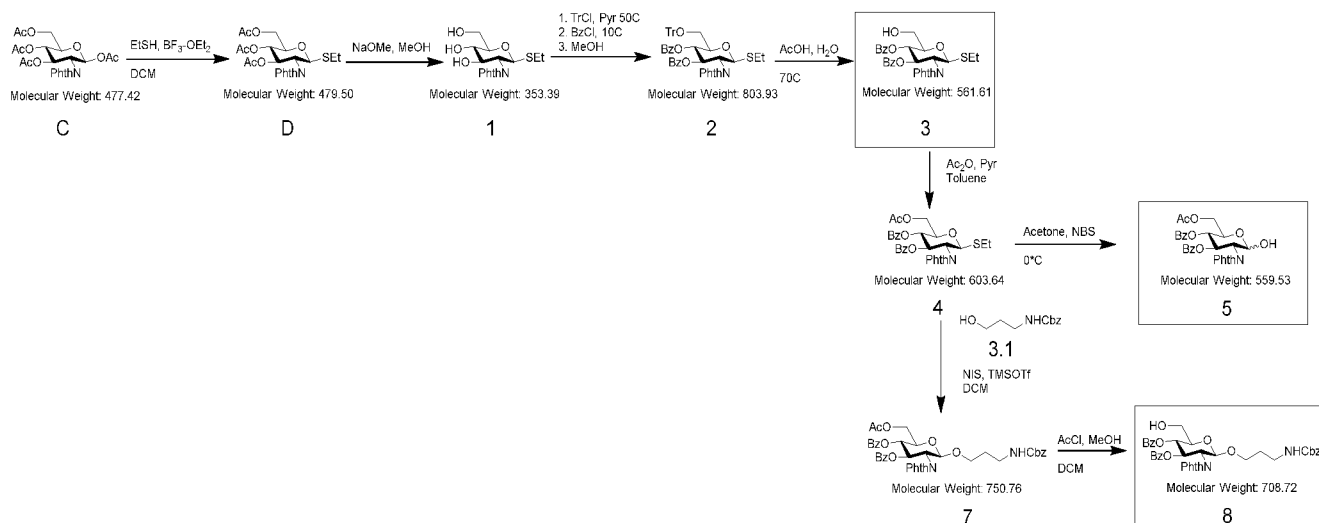 AcO
AcO
AcO
O
OAc
PhthN
Molecular Weight: 477.42
C
EtSH, BF₃-OEt₂
DCM
AcO
AcO
AcO
O
SEt
PhthN
Molecular Weight: 479.50
D
NaOMe, MeOH
HO
HO
HO
O
SEt
PhthN
Molecular Weight: 353.39
1
1. TrCl, Pyr 50C
2. BzCl, 10C
3. MeOH
TrO
BzO
BzO
O
SEt
PhthN
Molecular Weight: 803.93
2
AcOH, H₂O
70C
HO
BzO
BzO
O
SEt
PhthN
Molecular Weight: 561.61
3
Ac₂O, Pyr
Toluene
AcO
BzO
BzO
O
SEt
PhthN
Molecular Weight: 603.64
4
Acetone, NBS
0*C
AcO
BzO
BzO
O
OH
PhthN
Molecular Weight: 559.53
5
HO
NHCbz
3.1
NIS, TMSOTf
DCM
AcO
BzO
BzO
O
O
NHCbz
PhthN
Molecular Weight: 750.76
7
AcCl, MeOH
DCM
HO
BzO
BzO
O
O
NHCbz
PhthN
Molecular Weight: 708.72
8